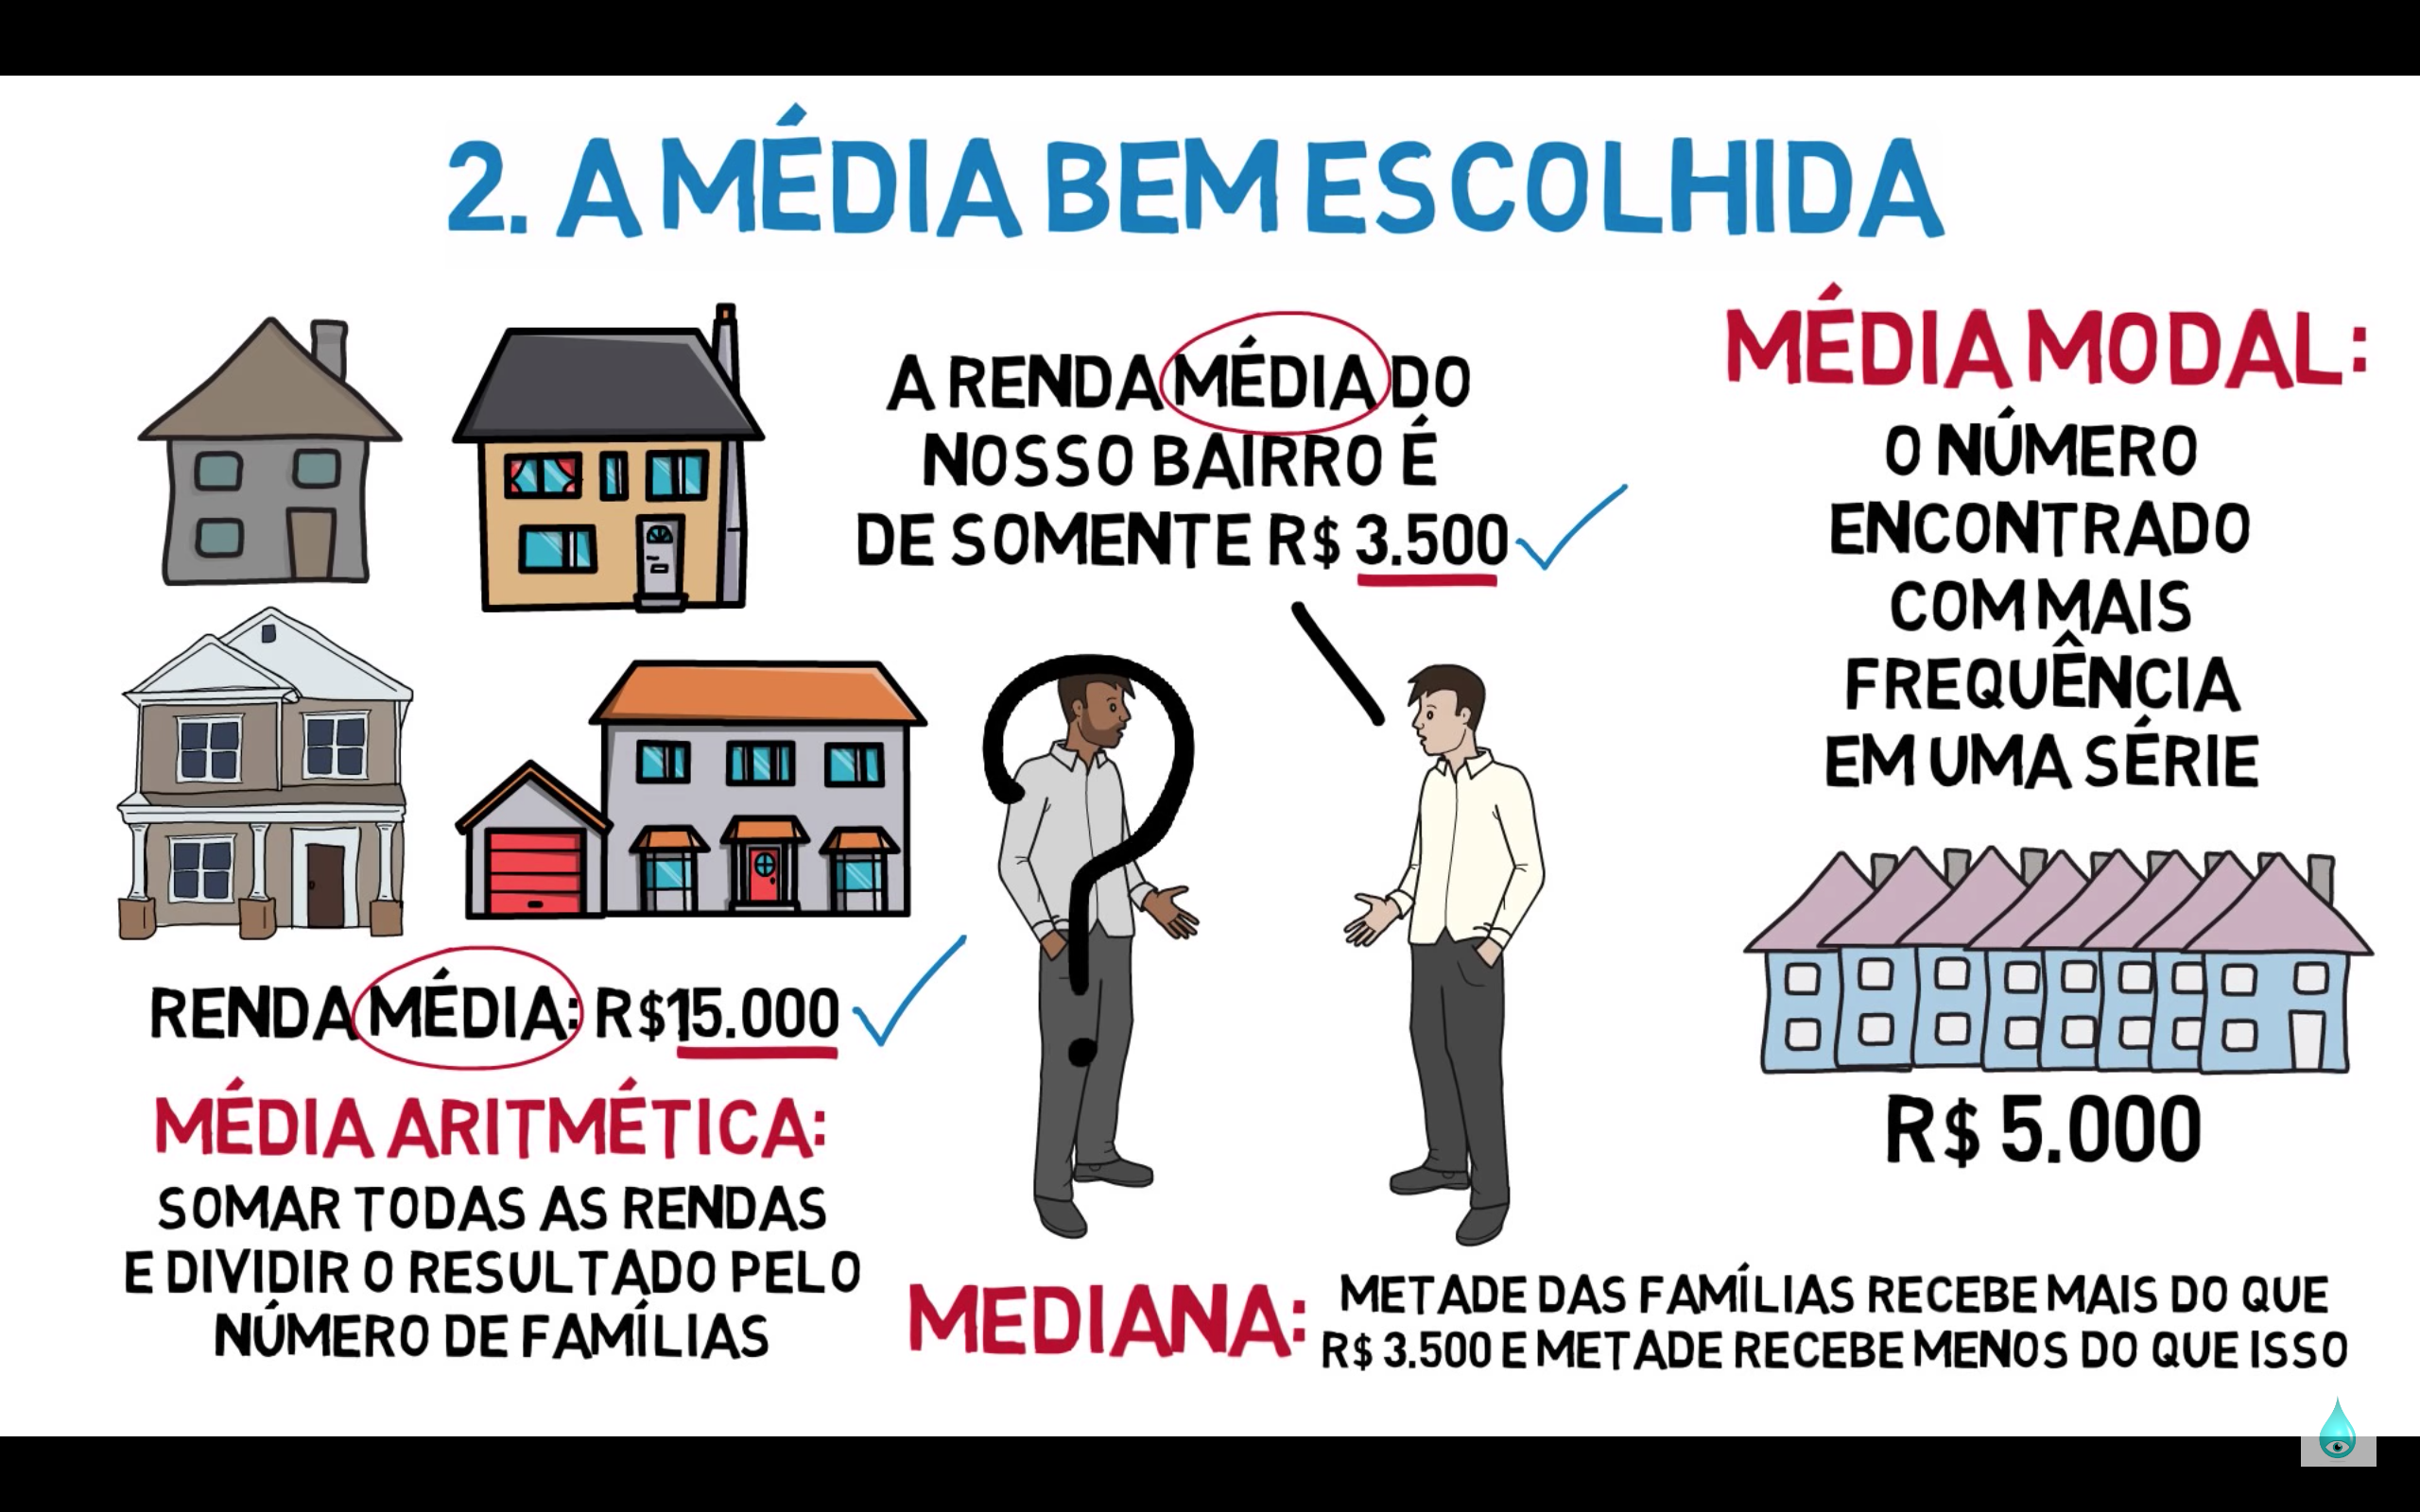 2. A MÉDIA BEM ESCOLHIDA
A RENDA MÉDIA DO
NOSSO BAIRRO É
DE SOMENTE R$ 3.500
RENDA MÉDIA: R$15.000
MÉDIA ARITMÉTICA:
SOMAR TODAS AS RENDAS
E DIVIDIR O RESULTADO PELO
NÚMERO DE FAMÍLIAS
?
MÉDIA MODAL:
O NÚMERO
ENCONTRADO
COM MAIS
FREQUÊNCIA
EM UMA SÉRIE
R$ 5.000
MEDIANA:
METADE DAS FAMÍLIAS RECEBE MAIS DO QUE
R$ 3.500 E METADE RECEBE MENOS DO QUE ISSO